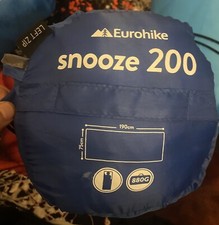 LEFT ZIP
Eurohike
snooze 200
190cm
75cm
880G